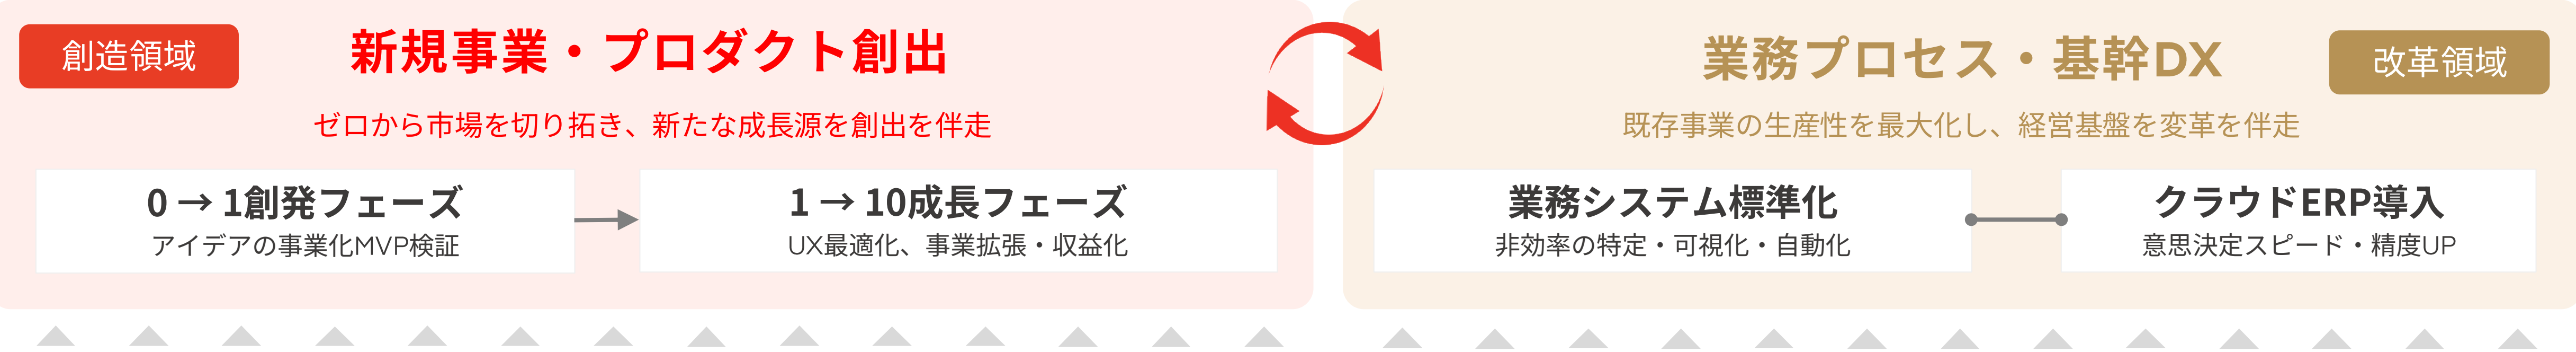 創造領域
新規事業・プロダクト創出
ゼロから市場を切り拓き、新たな成長源を創出を伴走
0 → 1創発フェーズ
アイデアの事業化MVP検証
1 → 10成長フェーズ
UX最適化、事業拡張・収益化
業務プロセス・基幹DX
改革領域
既存事業の生産性を最大化し、経営基盤を変革を伴走
業務システム標準化
非効率の特定・可視化・自動化
クラウドERP導入
意思決定スピード・精度UP